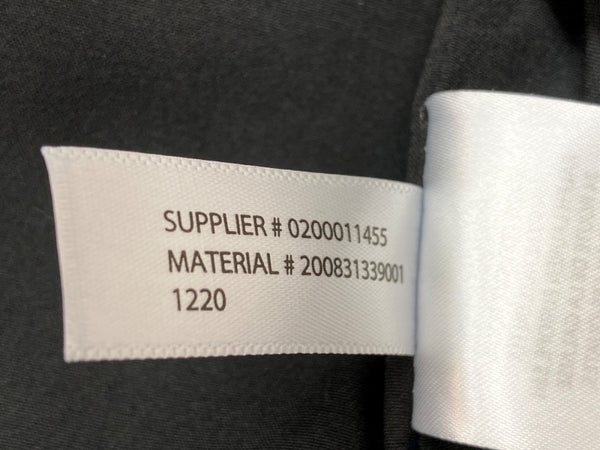 SUPPLIER # 0200011455
MATERIAL # 200831339001
1220